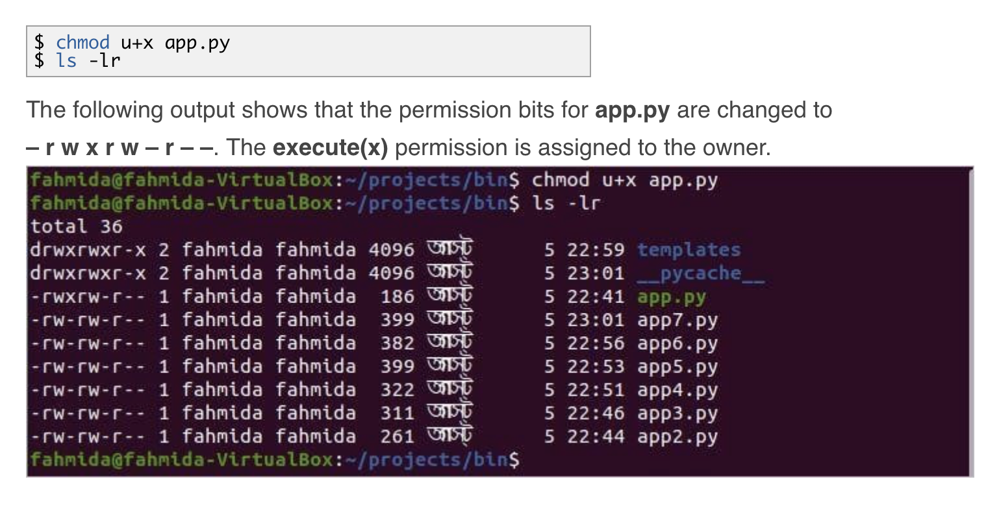 $ chmod u+x app.py
$ ls -lr
The following output shows that the permission bits for app.py are changed to
– r w x r w – r – –. The execute(x) permission is assigned to the owner.
fahmida@fahmida-VirtualBox:~/projects/bin$ chmod u+x app.py
fahmida@fahmida-VirtualBox:~/projects/bin$ ls -lr
total 36
drwxrwxr-x 2 fahmida fahmida 4096 আগস্ট 5 22:59 templates
drwxrwxr-x 2 fahmida fahmida 4096 আগস্ট 5 23:01 __pycache__
-rwxrw-r-- 1 fahmida fahmida 186 আগস্ট 5 22:41 app.py
-rw-rw-r-- 1 fahmida fahmida 399 আগস্ট 5 23:01 app7.py
-rw-rw-r-- 1 fahmida fahmida 382 আগস্ট 5 22:56 app6.py
-rw-rw-r-- 1 fahmida fahmida 399 আগস্ট 5 22:53 app5.py
-rw-rw-r-- 1 fahmida fahmida 322 আগস্ট 5 22:51 app4.py
-rw-rw-r-- 1 fahmida fahmida 311 আগস্ট 5 22:46 app3.py
-rw-rw-r-- 1 fahmida fahmida 261 আগস্ট 5 22:44 app2.py
fahmida@fahmida-VirtualBox:~/projects/bin$